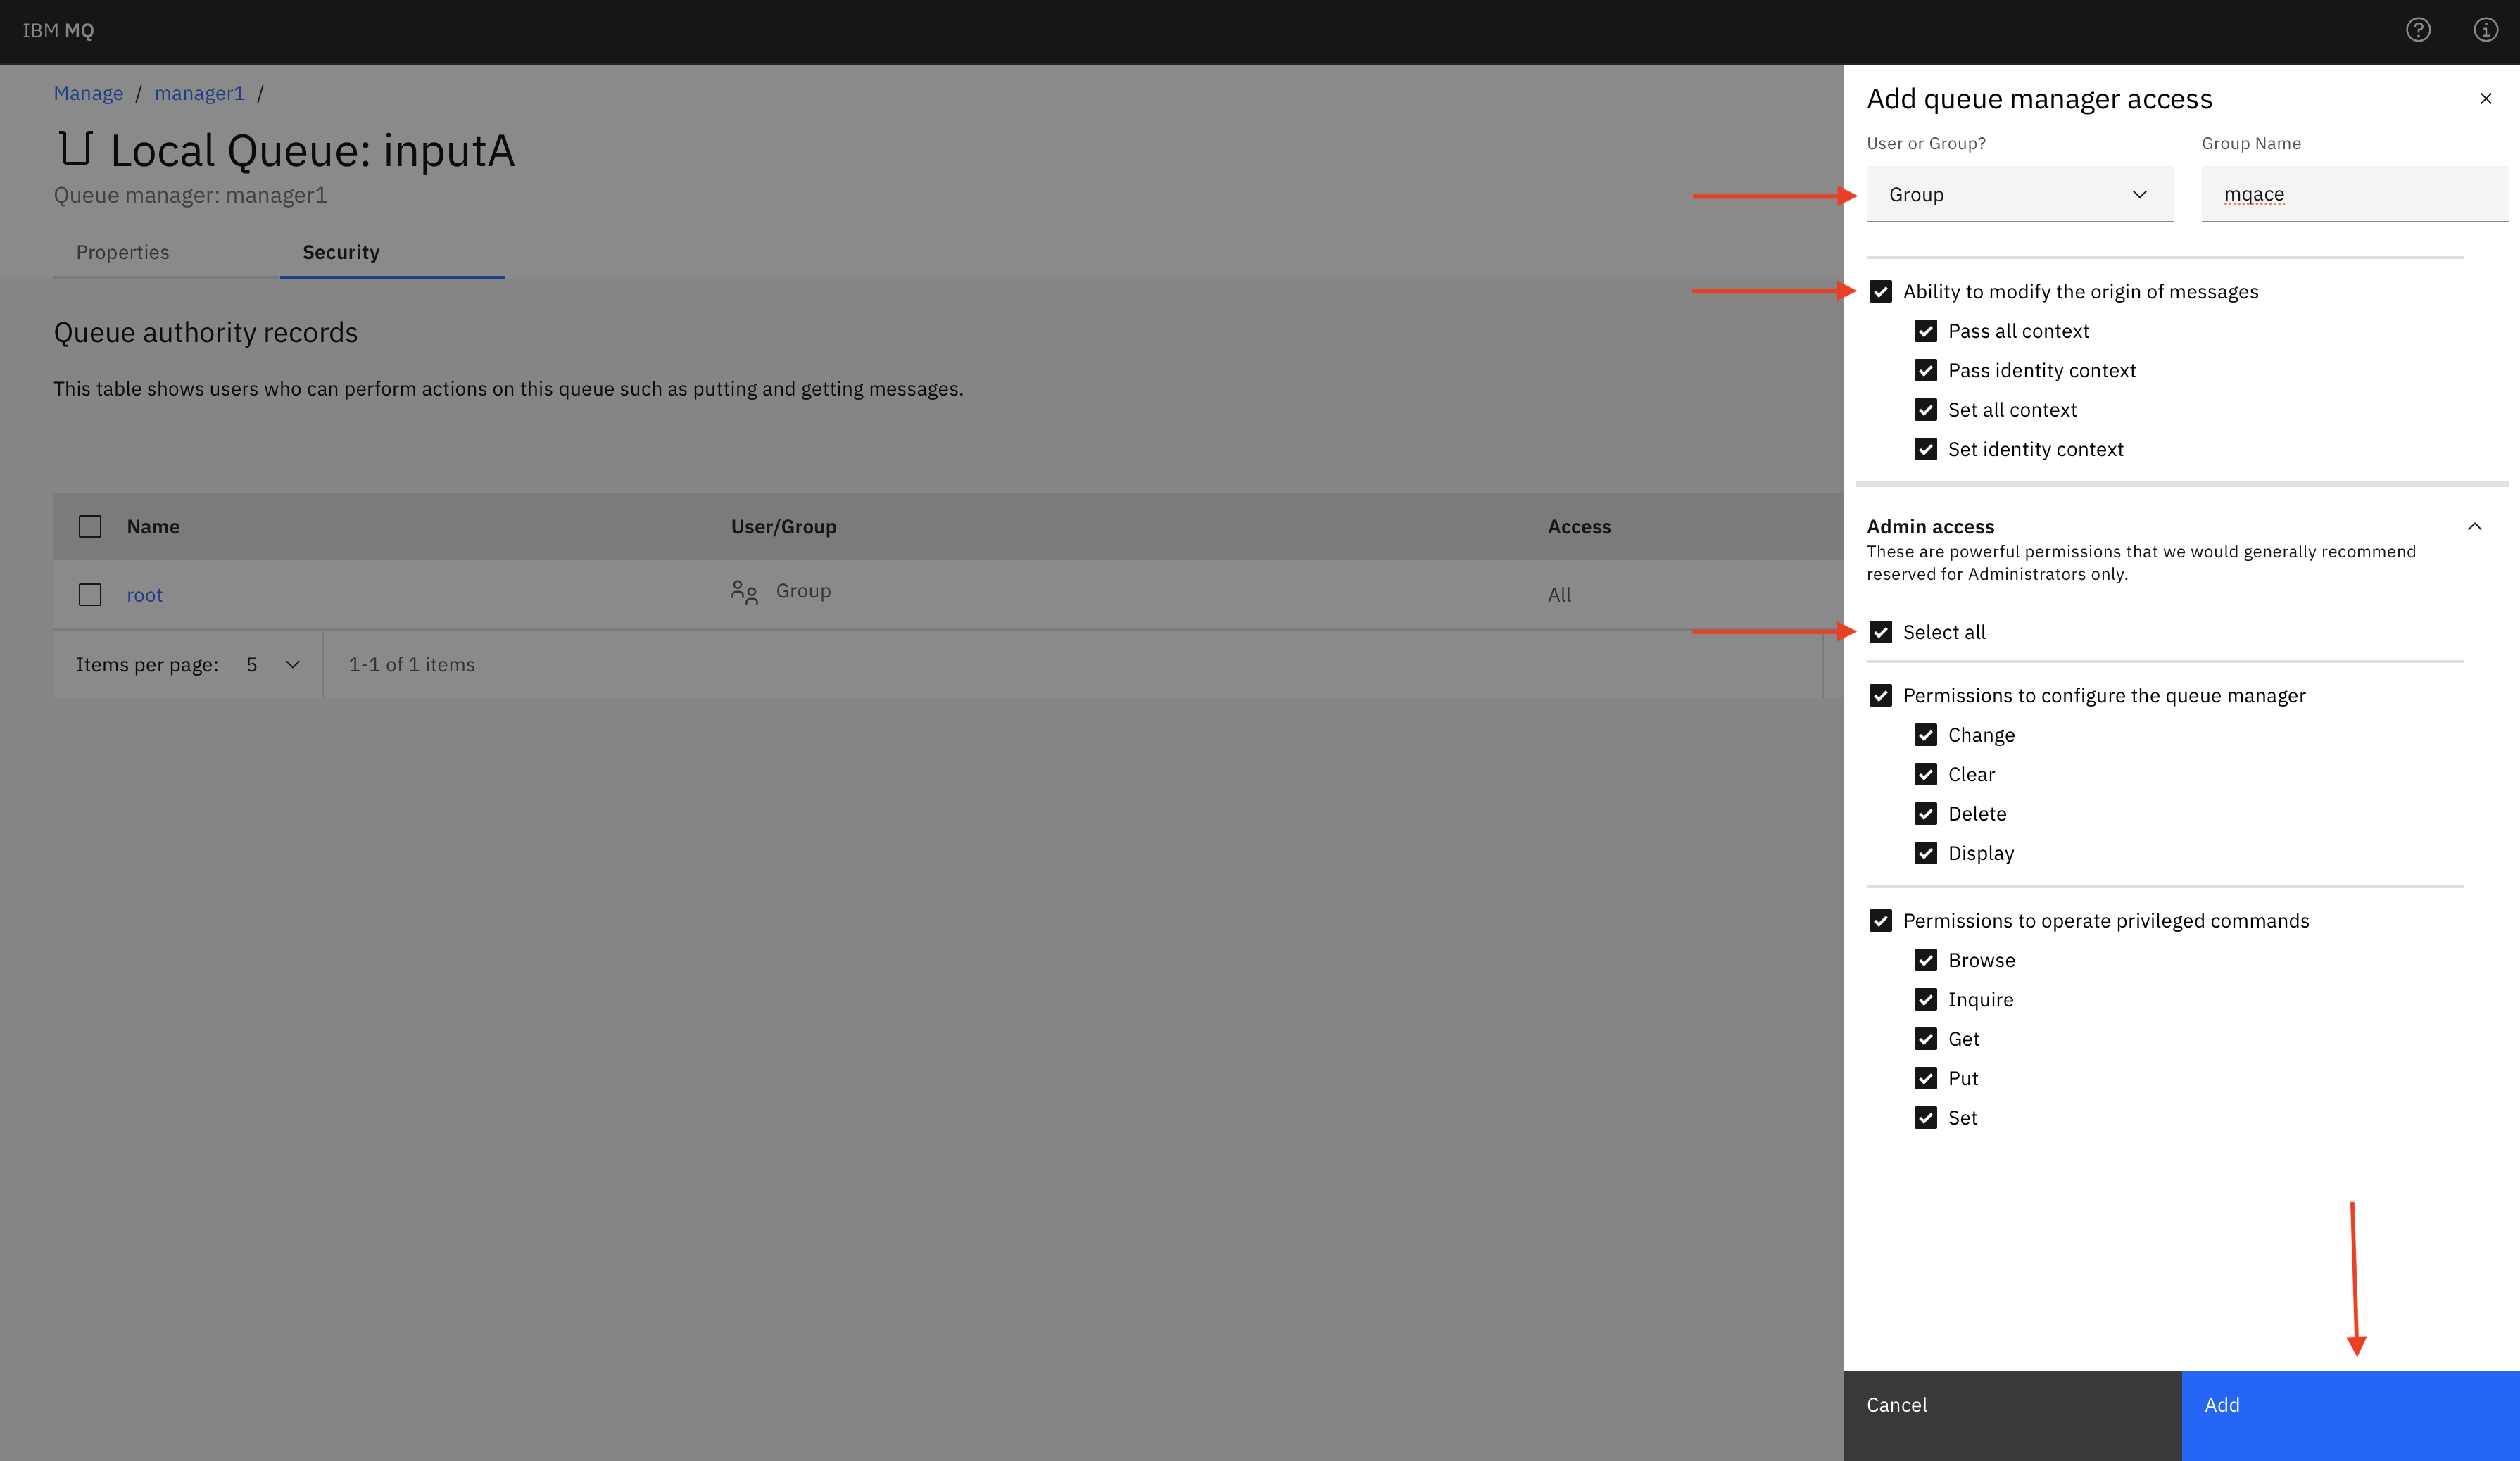 IBM MQ
Manage / manager1 /
Local Queue: inputA
Queue manager: manager1
Properties
Security
Queue authority records
This table shows users who can perform actions on this queue such as putting and getting messages.
Name User/Group Access
root Group All
Items per page: 5 1-1 of 1 items
Add queue manager access
User or Group? Group Name
Group mqace
Ability to modify the origin of messages
Pass all context
Pass identity context
Set all context
Set identity context
Admin access
These are powerful permissions that we would generally recommend
reserved for Administrators only.
Select all
Permissions to configure the queue manager
Change
Clear
Delete
Display
Permissions to operate privileged commands
Browse
Inquire
Get
Put
Set
Cancel
Add